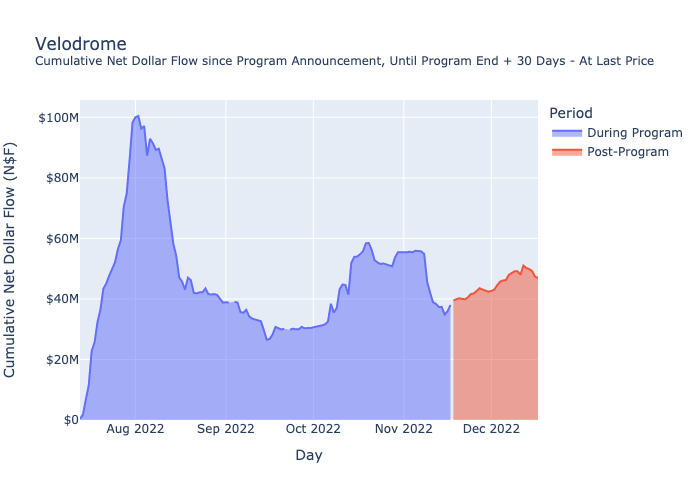 Velodrome
Cumulative Net Dollar Flow since Program Announcement, Until Program End + 30 Days - At Last Price
Period
During Program
Post-Program
Cumulative Net Dollar Flow (N$F)
$100M
$80M
$60M
$40M
$20M
$0
Aug 2022
Sep 2022
Oct 2022
Nov 2022
Dec 2022
Day